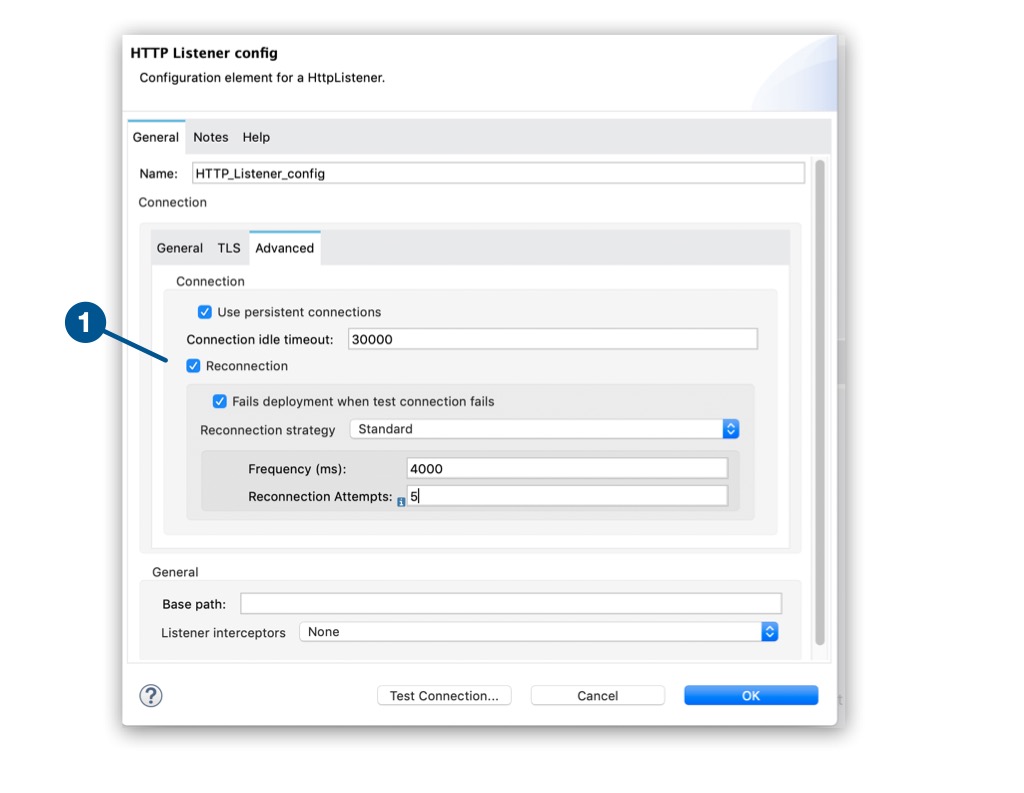 HTTP Listener config
Configuration element for a HttpListener.
General Notes Help
Name: HTTP_Listener_config
Connection
General TLS Advanced
Connection
Use persistent connections
Connection idle timeout: 30000
1
Reconnection
Fails deployment when test connection fails
Reconnection strategy Standard
Frequency (ms): 4000
Reconnection Attempts: 5
General
Base path:
Listener interceptors None
? Test Connection... Cancel OK